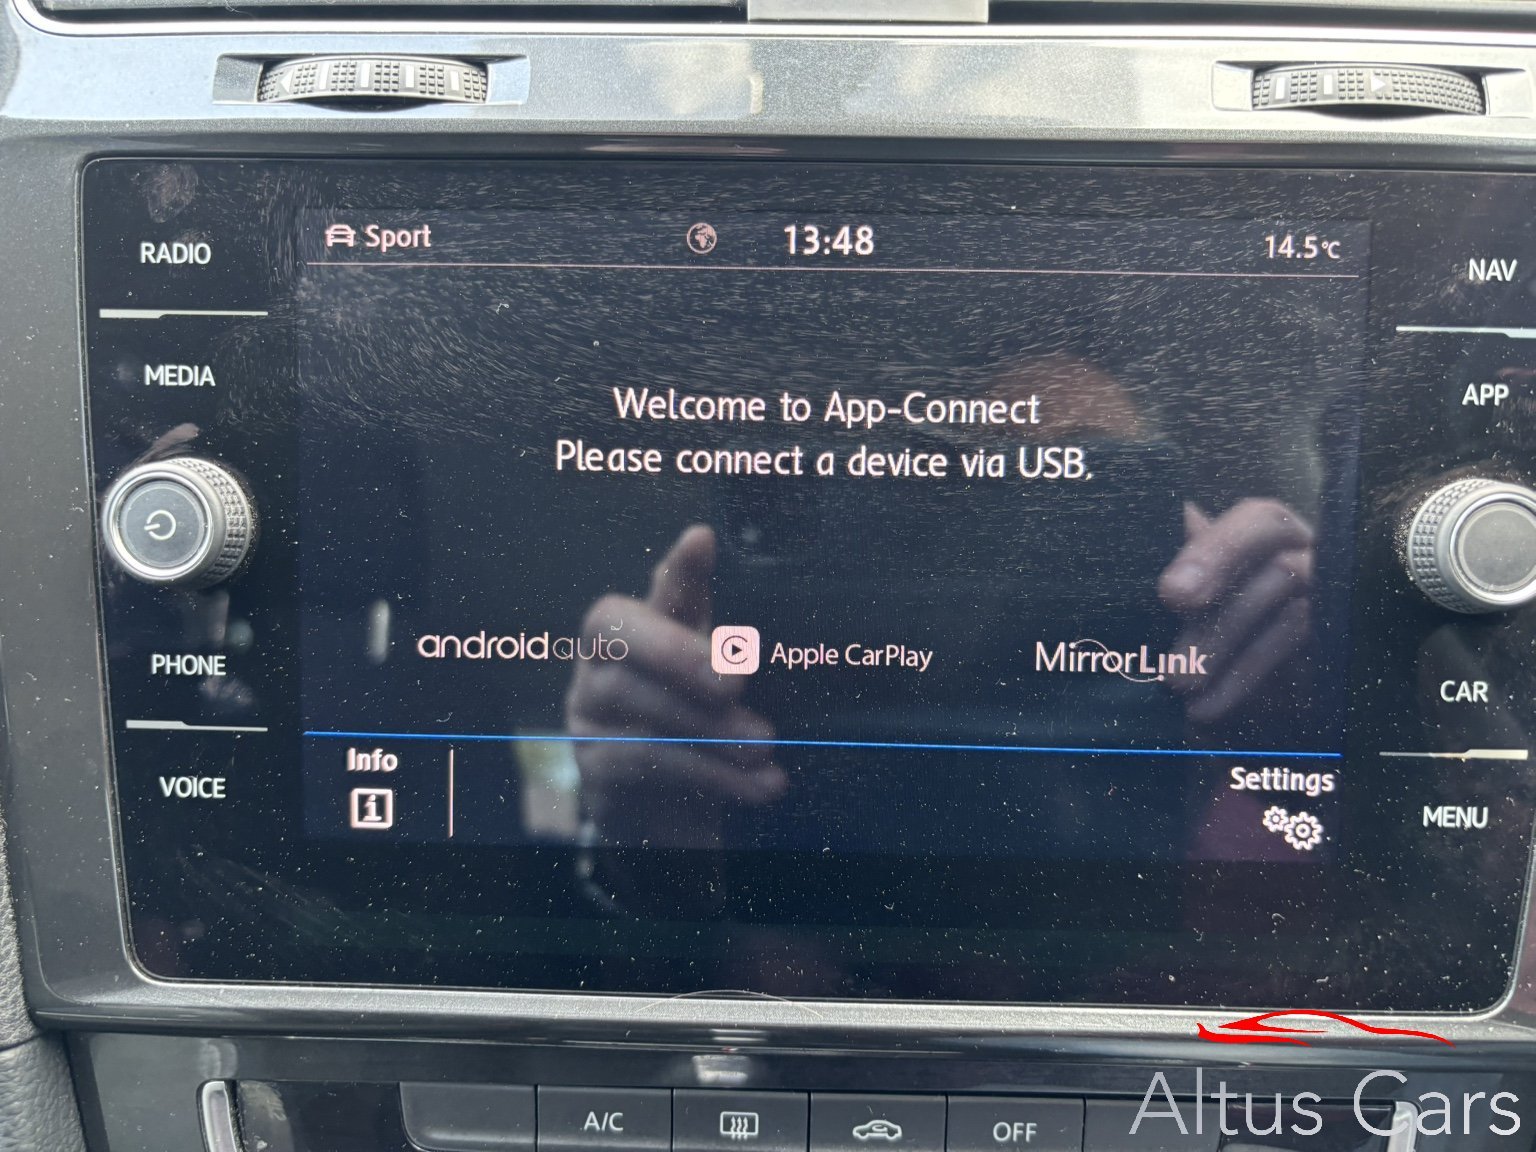 Sport 13:48 14.5°C
RADIO
NAV
MEDIA
APP
Welcome to App-Connect
Please connect a device via USB.
androidauto Apple CarPlay MirrorLink
PHONE
CAR
Info
Settings
VOICE
MENU
A/C OFF
Altus Cars